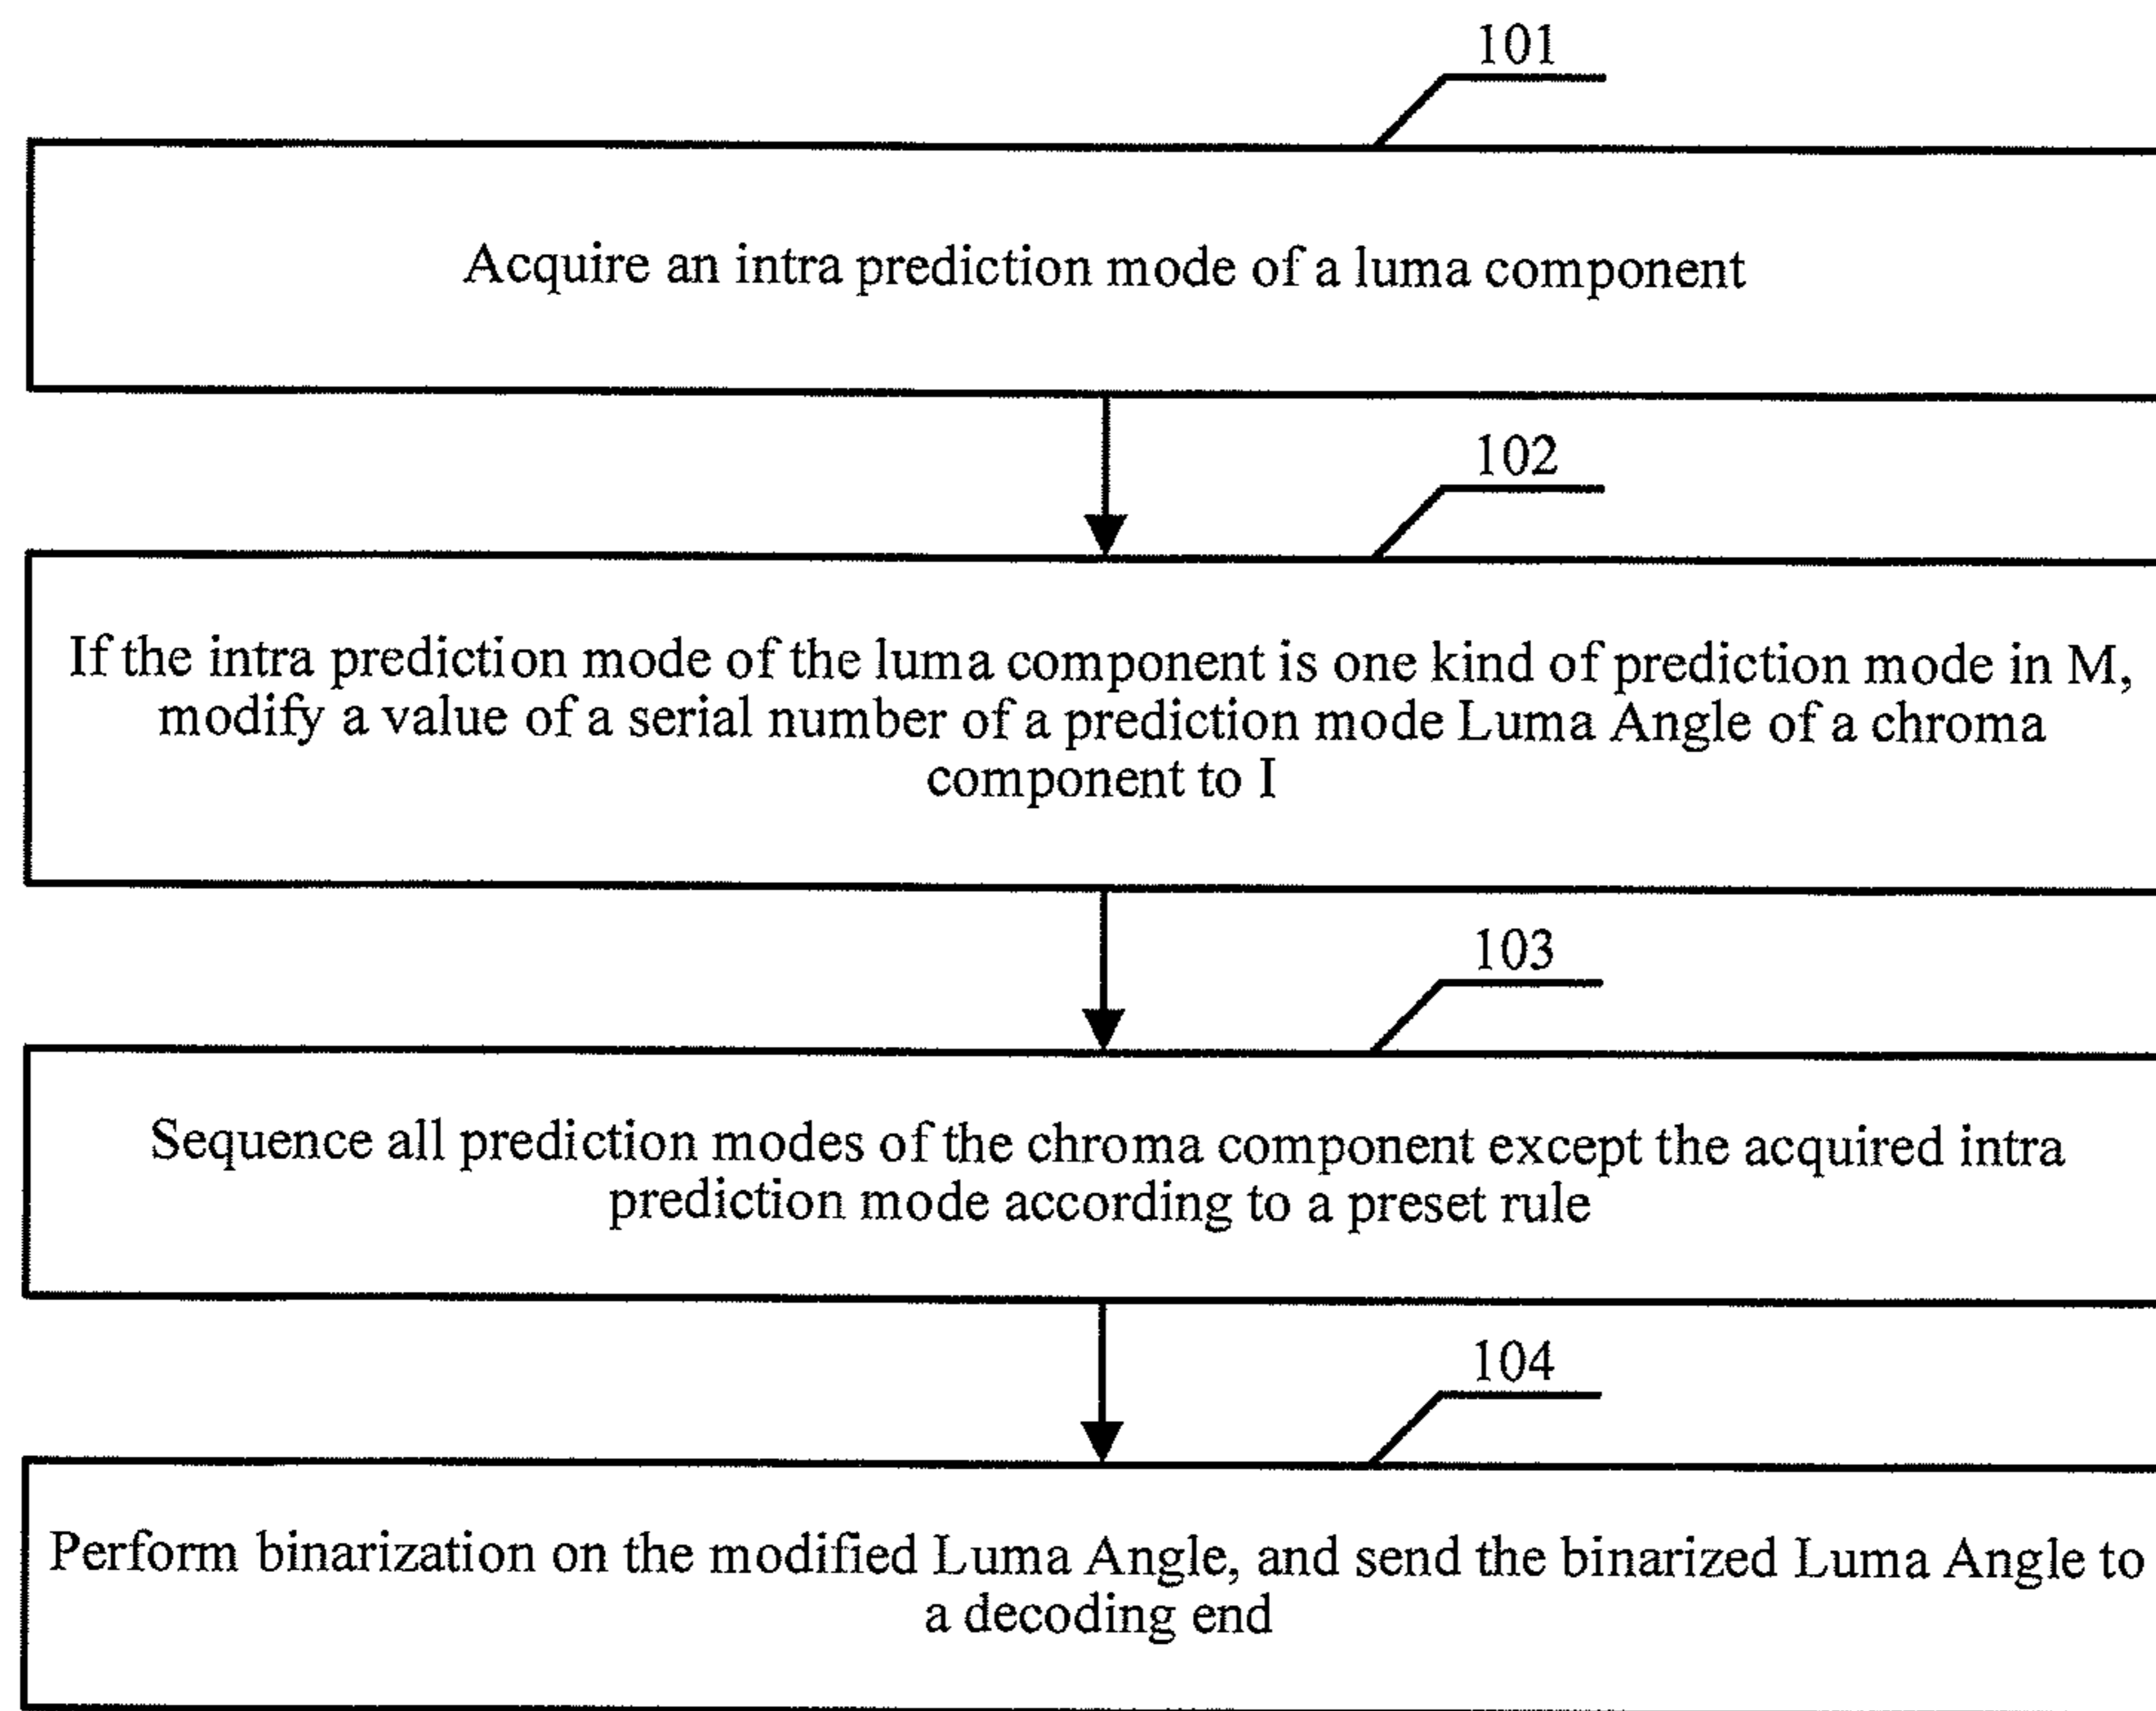 101
Acquire an intra prediction mode of a luma component
102
If the intra prediction mode of the luma component is one kind of prediction mode in M,
modify a value of a serial number of a prediction mode Luma Angle of a chroma
component to I
103
Sequence all prediction modes of the chroma component except the acquired intra
prediction mode according to a preset rule
104
Perform binarization on the modified Luma Angle, and send the binarized Luma Angle to
a decoding end